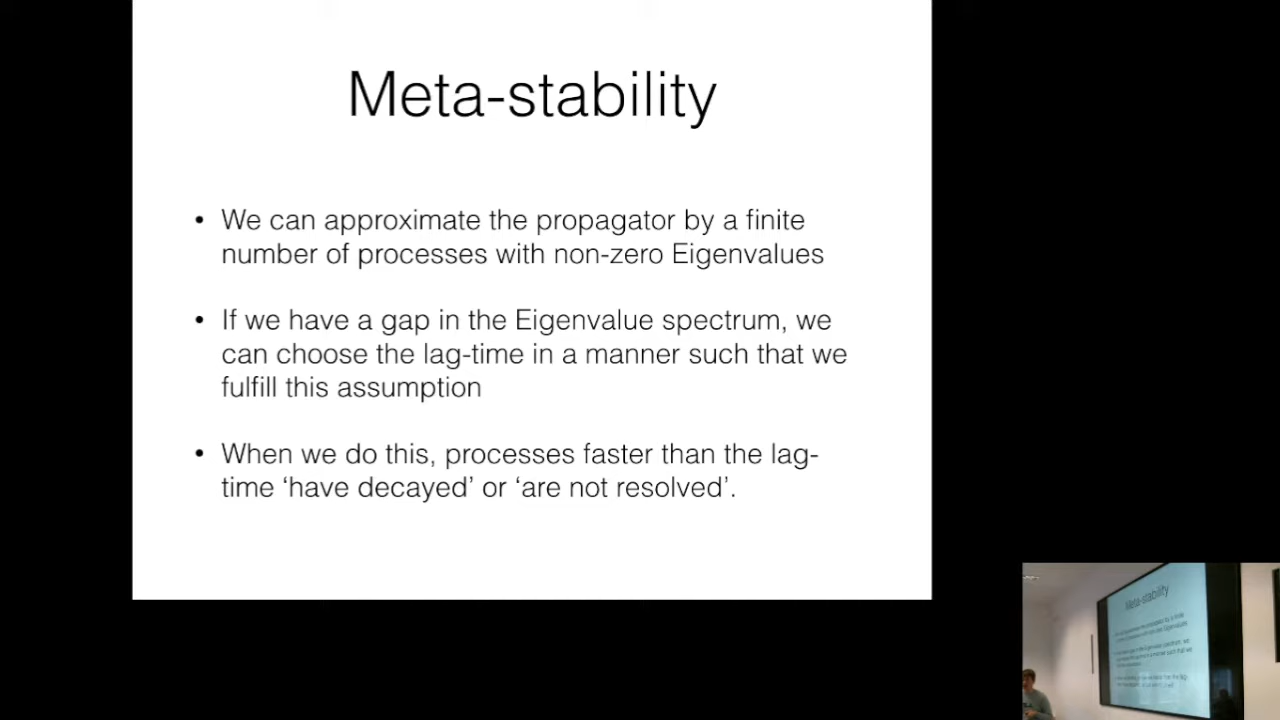 Meta-stability
• We can approximate the propagator by a finite
number of processes with non-zero Eigenvalues
• If we have a gap in the Eigenvalue spectrum, we
can choose the lag-time in a manner such that we
fulfill this assumption
• When we do this, processes faster than the lag-
time ‘have decayed’ or ‘are not resolved’.
Meta-stability